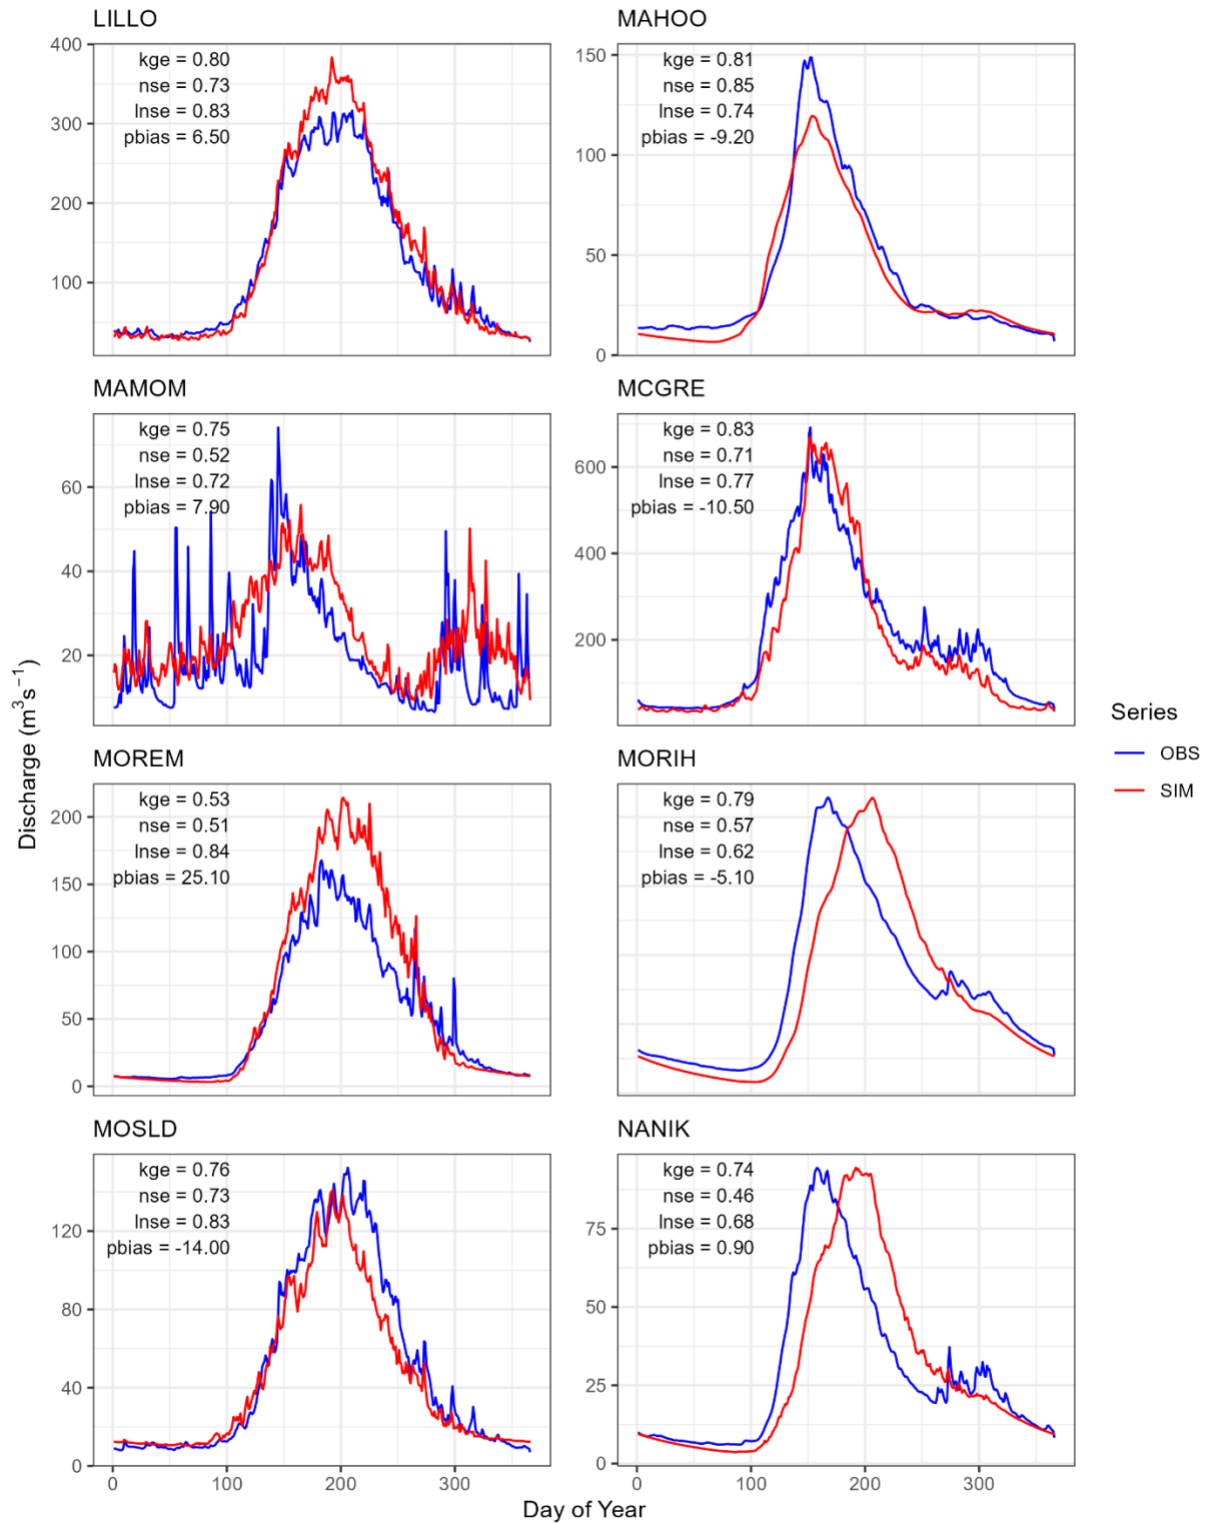 LILLO
400
300
200
100
kge = 0.80
nse = 0.73
lnse = 0.83
pbias = 6.50
MAHOO
150
100
50
0
kge = 0.81
nse = 0.85
lnse = 0.74
pbias = -9.20
MAMOM
60
40
20
kge = 0.75
nse = 0.52
lnse = 0.72
pbias = 7.90
MCGRE
600
400
200
kge = 0.83
nse = 0.71
lnse = 0.77
pbias = -10.50
MOREM
200
150
100
50
0
kge = 0.53
nse = 0.51
lnse = 0.84
pbias = 25.10
MORIH
kge = 0.79
nse = 0.57
lnse = 0.62
pbias = -5.10
MOSLD
120
80
40
0
kge = 0.76
nse = 0.73
lnse = 0.83
pbias = -14.00
0 100 200 300
NANIK
75
50
25
0
kge = 0.74
nse = 0.46
lnse = 0.68
pbias = 0.90
0 100 200 300
Discharge (m³s⁻¹)
Day of Year
Series
OBS
SIM